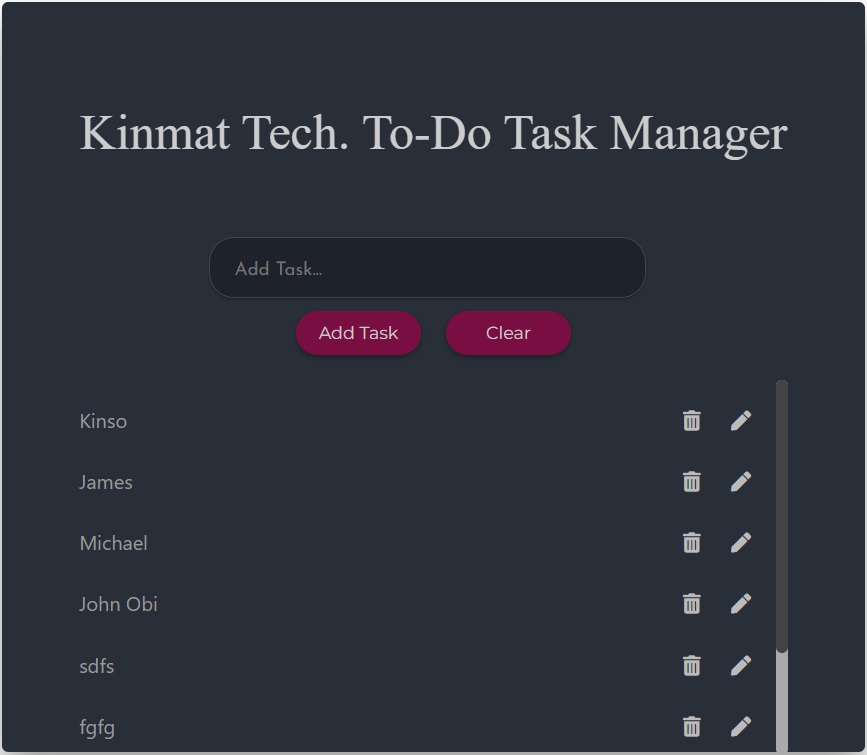 Kinmat Tech. To-Do Task Manager
Add Task...
Add Task Clear
Kinso
James
Michael
John Obi
sdfs
fgfg